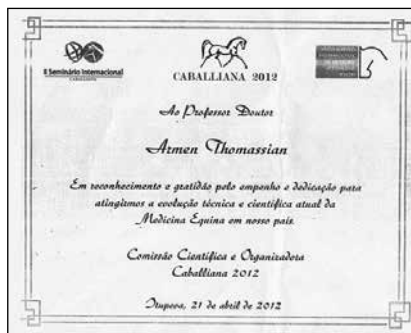 II Seminário Internacional
CABALLIANA
CABALLIANA 2012
Ao Professor Doutor
Armen Thomassian
Em reconhecimento e gratidão pelo empenho e dedicação para
atingirmos a evolução técnica e científica atual da
Medicina Equina em nosso país.
Comissão Científica e Organizadora
Caballiana 2012
Itupeva, 21 de abril de 2012